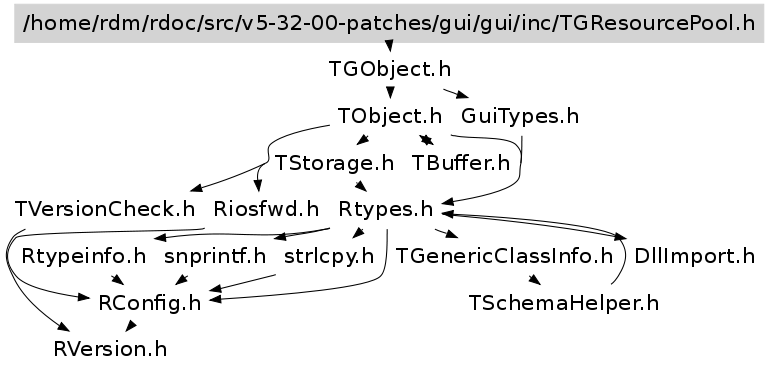 /home/rdm/rdoc/src/v5-32-00-patches/gui/gui/inc/TGResourcePool.h
TGObject.h
TObject.h GuiTypes.h
TStorage.h TBuffer.h
TVersionCheck.h Riosfwd.h Rtypes.h
Rtypeinfo.h snprintf.h strlcpy.h TGenericClassInfo.h DllImport.h
RConfig.h TSchemaHelper.h
RVersion.h